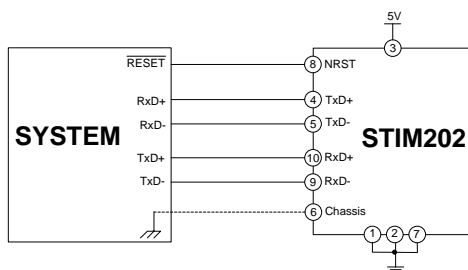 5V
3
RESET
8 NRST
RxD+
4 TxD+
RxD-
5 TxD-
SYSTEM
STIM202
TxD+
10 RxD+
TxD-
9 RxD-
6 Chassis
1 2 7